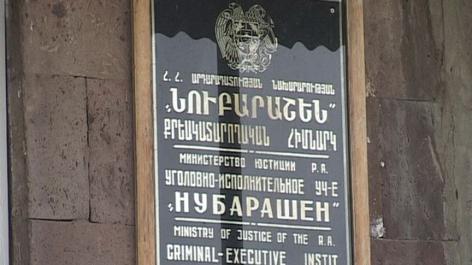 Հ. Հ. ԱՐԴԱՐԱԴԱՏՈՒԹՅԱՆ ՆԱԽԱՐԱՐՈՒԹՅԱՆ
„ՆՈՒԲԱՐԱՇԵՆ"
ՔՐԵԱԿԱՏԱՐՈՂԱԿԱՆ ՀԻՄՆԱՐԿ
МИНИСТЕРСТВО ЮСТИЦИИ Р.А.
УГОЛОВНО-ИСПОЛНИТЕЛЬНОЕ УЧ-Е
„НУБАРАШЕН"
MINISTRY OF JUSTICE OF THE R.A.
CRIMINAL-EXECUTIVE INSTIT